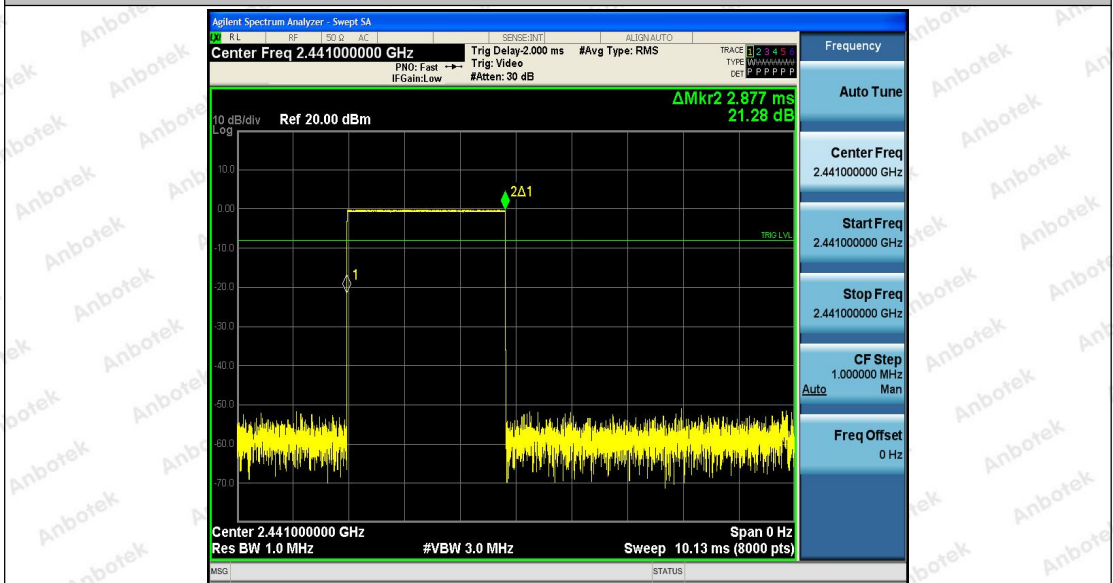 Agilent Spectrum Analyzer - Swept SA
RL RF 50 Ω AC SENSE:INT ALIGN AUTO
Center Freq 2.441000000 GHz
PNO: Fast
IFGain:Low
Trig Delay-2.000 ms
Trig: Video
#Atten: 30 dB
#Avg Type: RMS
TRACE 1 2 3 4 5 6
TYPE
DET P P P P P P
ΔMkr2 2.877 ms
21.28 dB
10 dB/div
Log
Ref 20.00 dBm
10.0
0.00
-10.0
-20.0
-30.0
-40.0
-50.0
-60.0
-70.0
2Δ1
1
TRIG LVL
Center 2.441000000 GHz
Span 0 Hz
Res BW 1.0 MHz
#VBW 3.0 MHz
Sweep 10.13 ms (8000 pts)
MSG
STATUS
Frequency
Auto Tune
Center Freq
2.441000000 GHz
Start Freq
2.441000000 GHz
Stop Freq
2.441000000 GHz
CF Step
1.000000 MHz
Auto Man
Freq Offset
0 Hz
Anbotek